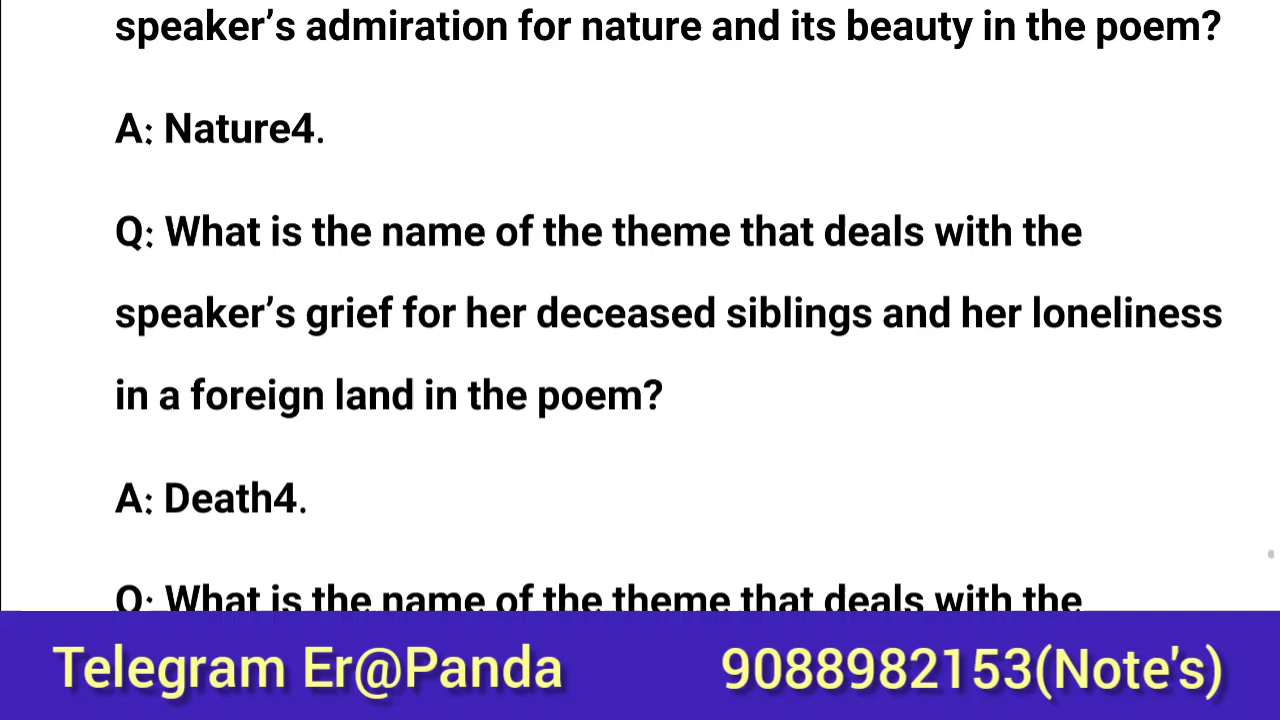 speaker’s admiration for nature and its beauty in the poem?
A: Nature4.
Q: What is the name of the theme that deals with the
speaker’s grief for her deceased siblings and her loneliness
in a foreign land in the poem?
A: Death4.
Q: What is the name of the theme that deals with the
Telegram Er@Panda 9088982153(Note's)